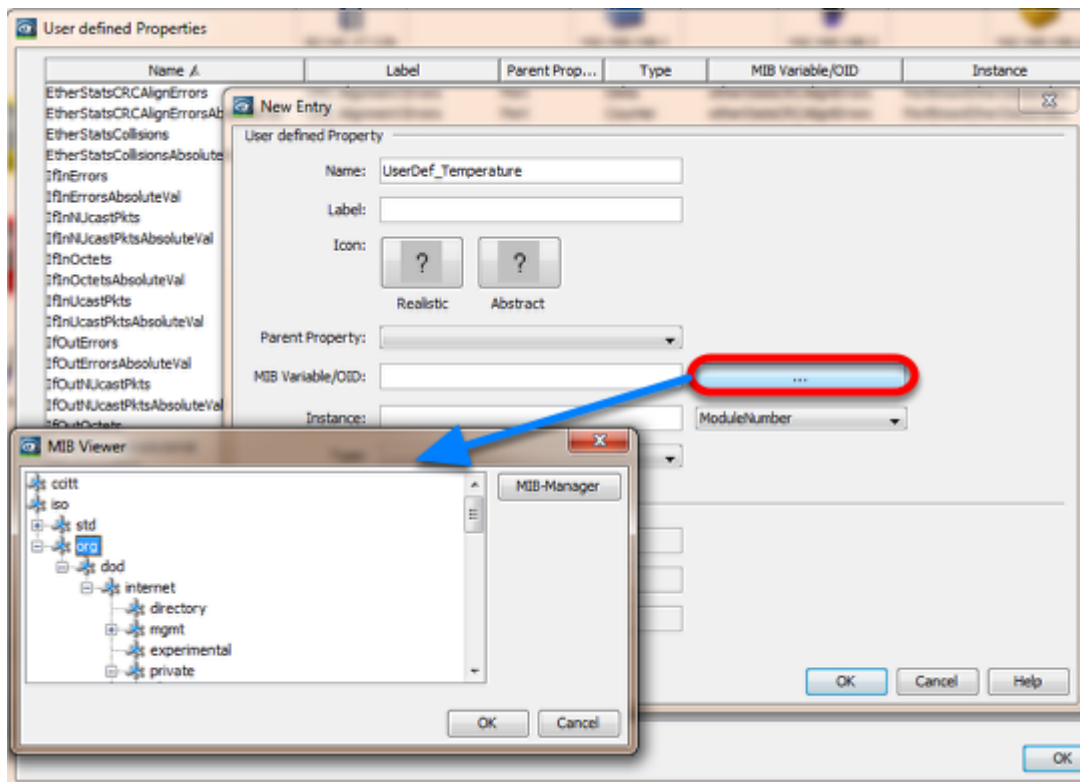 User defined Properties
Name Label Parent Prop... Type MIB Variable/OID Instance
EtherStatsCRCAlignErrors
EtherStatsCRCAlignErrorsAb
EtherStatsCollisions
EtherStatsCollisionsAbsolute
IfInErrors
IfInErrorsAbsoluteVal
IfInNUcastPkts
IfInNUcastPktsAbsoluteVal
IfInOctets
IfInOctetsAbsoluteVal
IfInUcastPkts
IfInUcastPktsAbsoluteVal
IfOutErrors
IfOutErrorsAbsoluteVal
IfOutNUcastPkts
IfOutNUcastPktsAbsoluteVal
IfOutOctets
New Entry
User defined Property
Name: UserDef_Temperature
Label:
Icon: ? ?
Realistic Abstract
Parent Property:
MIB Variable/OID: ...
Instance: ModuleNumber
OK Cancel Help
MIB Viewer
ccitt
iso
std
org
dod
internet
directory
mgmt
experimental
private
MIB-Manager
OK Cancel
OK